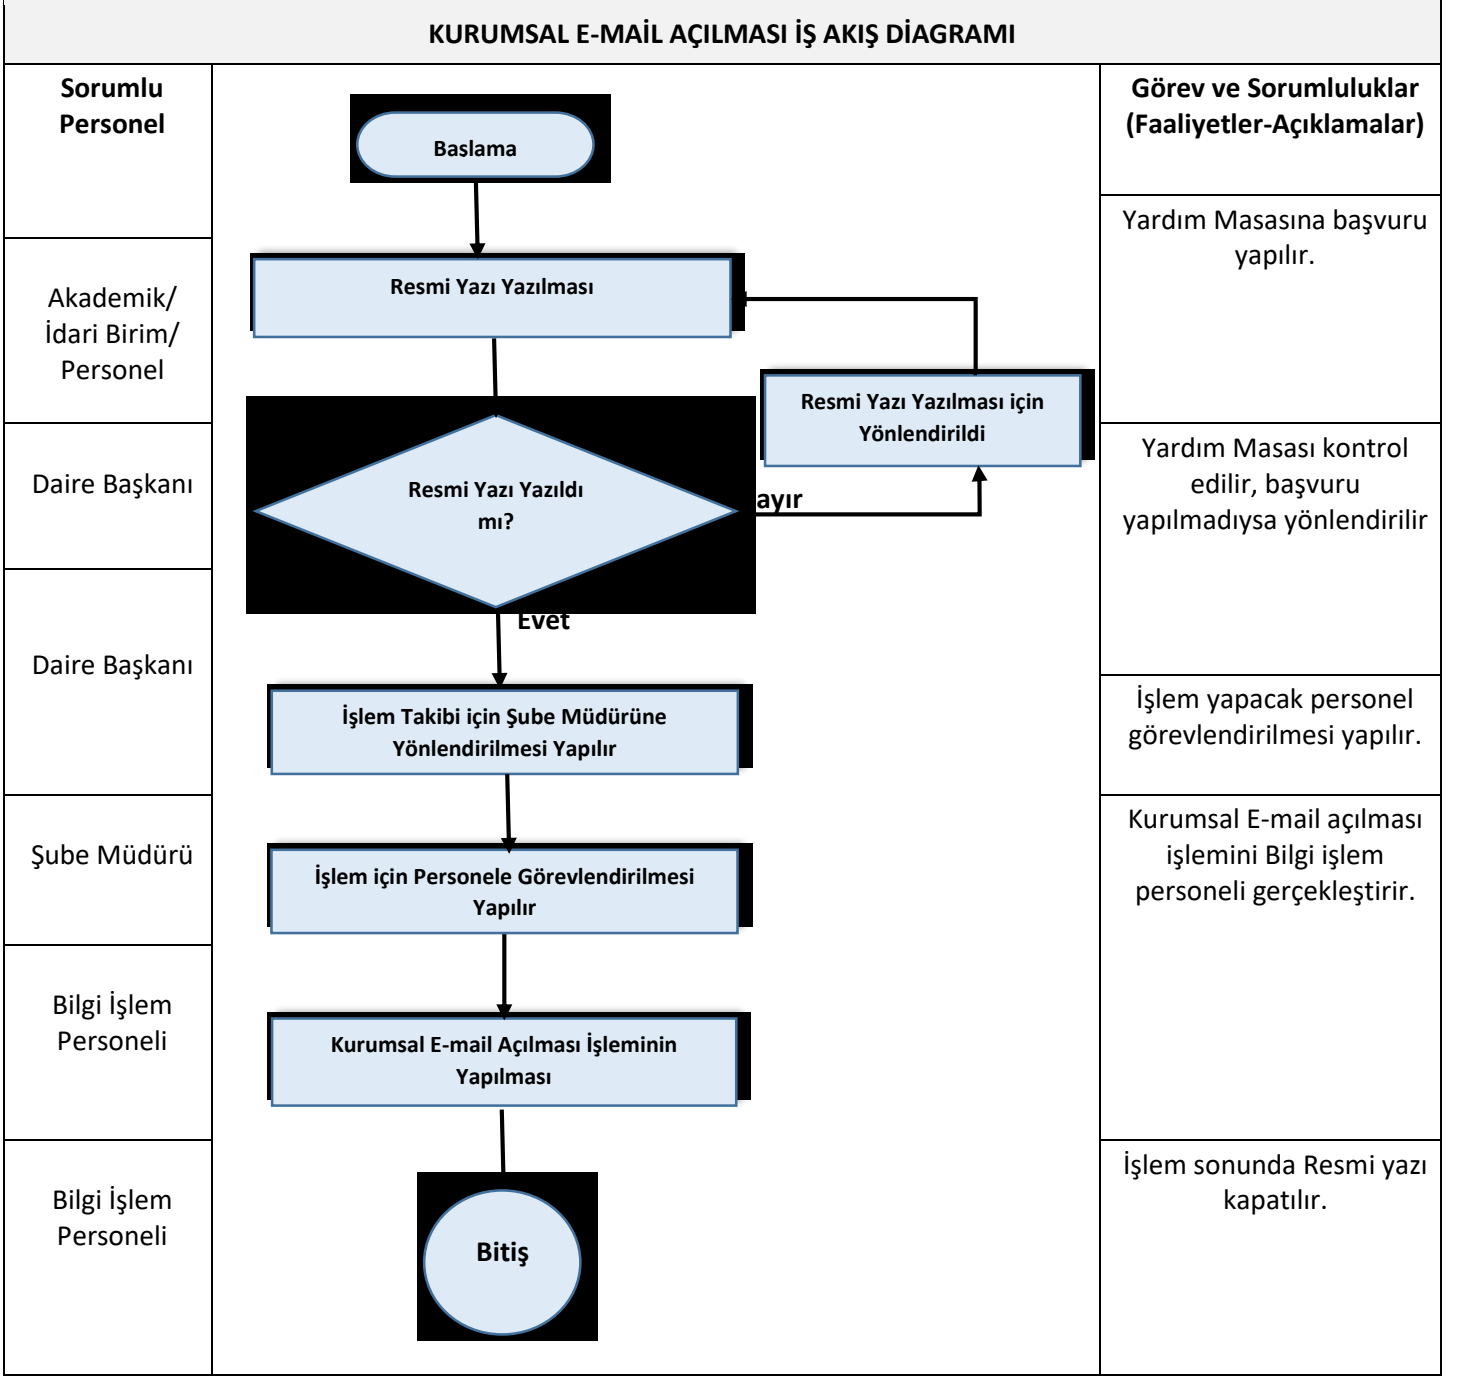 KURUMSAL E-MAİL AÇILMASI İŞ AKIŞ DİAGRAMI
Sorumlu
Personel
Akademik/
İdari Birim/
Personel
Daire Başkanı
Daire Başkanı
Şube Müdürü
Bilgi İşlem
Personeli
Bilgi İşlem
Personeli
Başlama
Resmi Yazı Yazılması
Resmi Yazı Yazılması için
Yönlendirildi
Resmi Yazı Yazıldı
mı?
ayır
Evet
İşlem Takibi için Şube Müdürüne
Yönlendirilmesi Yapılır
İşlem için Personele Görevlendirilmesi
Yapılır
Kurumsal E-mail Açılması İşleminin
Yapılması
Bitiş
Görev ve Sorumluluklar
(Faaliyetler-Açıklamalar)
Yardım Masasına başvuru
yapılır.
Yardım Masası kontrol
edilir, başvuru
yapılmadıysa yönlendirilir
İşlem yapacak personel
görevlendirilmesi yapılır.
Kurumsal E-mail açılması
işlemini Bilgi işlem
personeli gerçekleştirir.
İşlem sonunda Resmi yazı
kapatılır.